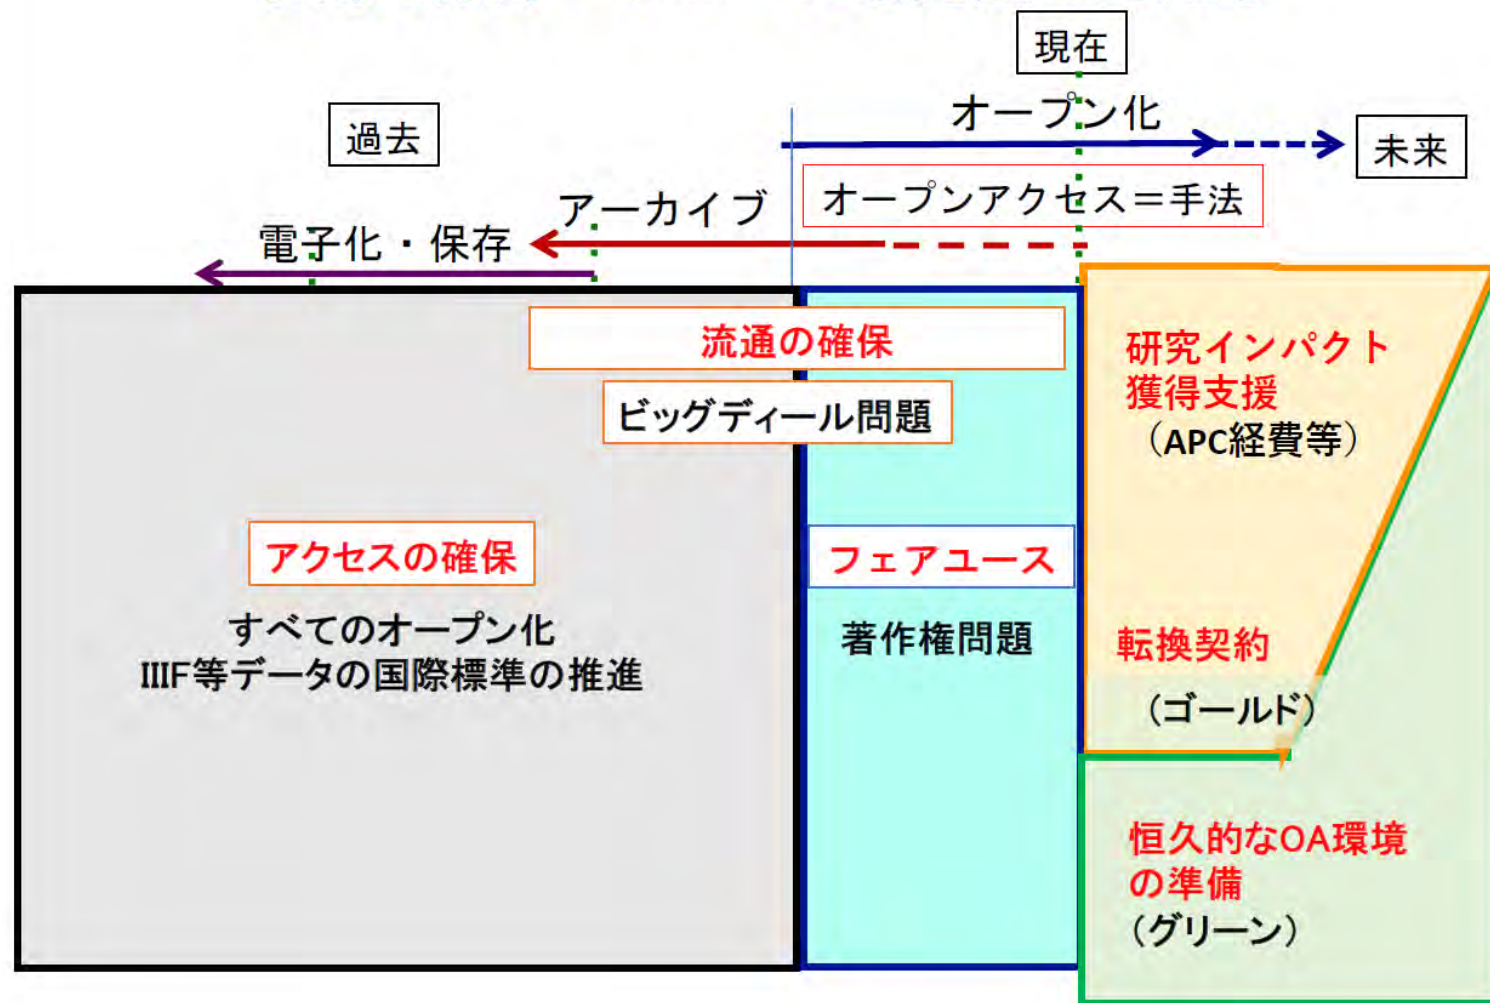 現在
オープン化
過去
未来
オープンアクセス＝手法
アーカイブ
電子化・保存
流通の確保
ビッグディール問題
研究インパクト
獲得支援
（APC経費等）
アクセスの確保
すべてのオープン化
IIIF等データの国際標準の推進
フェアユース
著作権問題
転換契約
（ゴールド）
恒久的なOA環境
の準備
（グリーン）